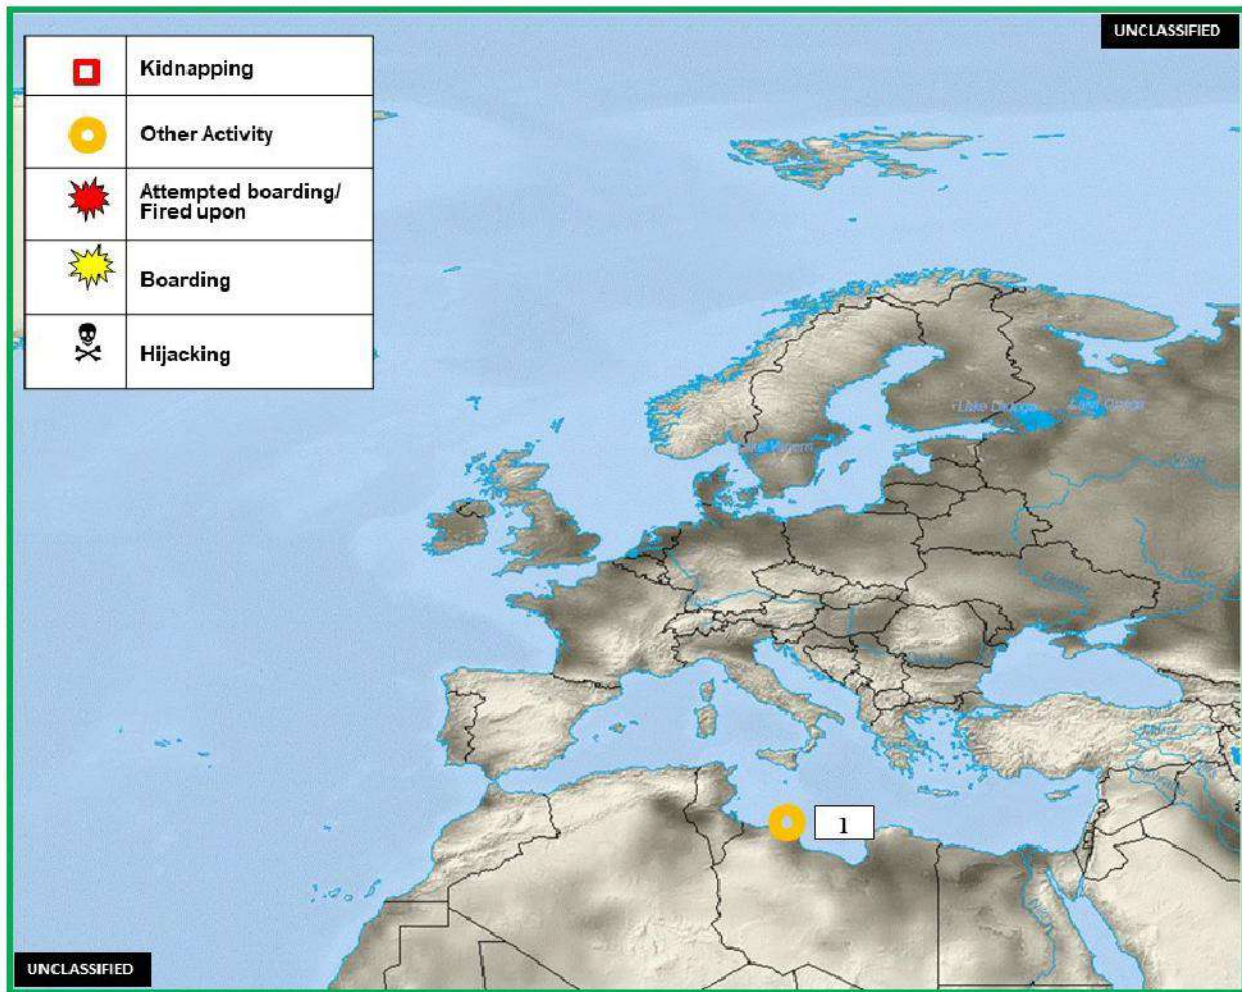 UNCLASSIFIED
Kidnapping
Other Activity
Attempted boarding/
Fired upon
Boarding
Hijacking
1
UNCLASSIFIED